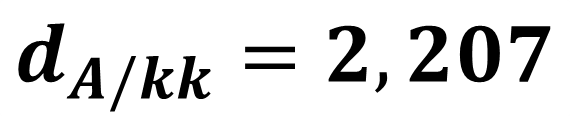 d_{A/kk} = 2,207